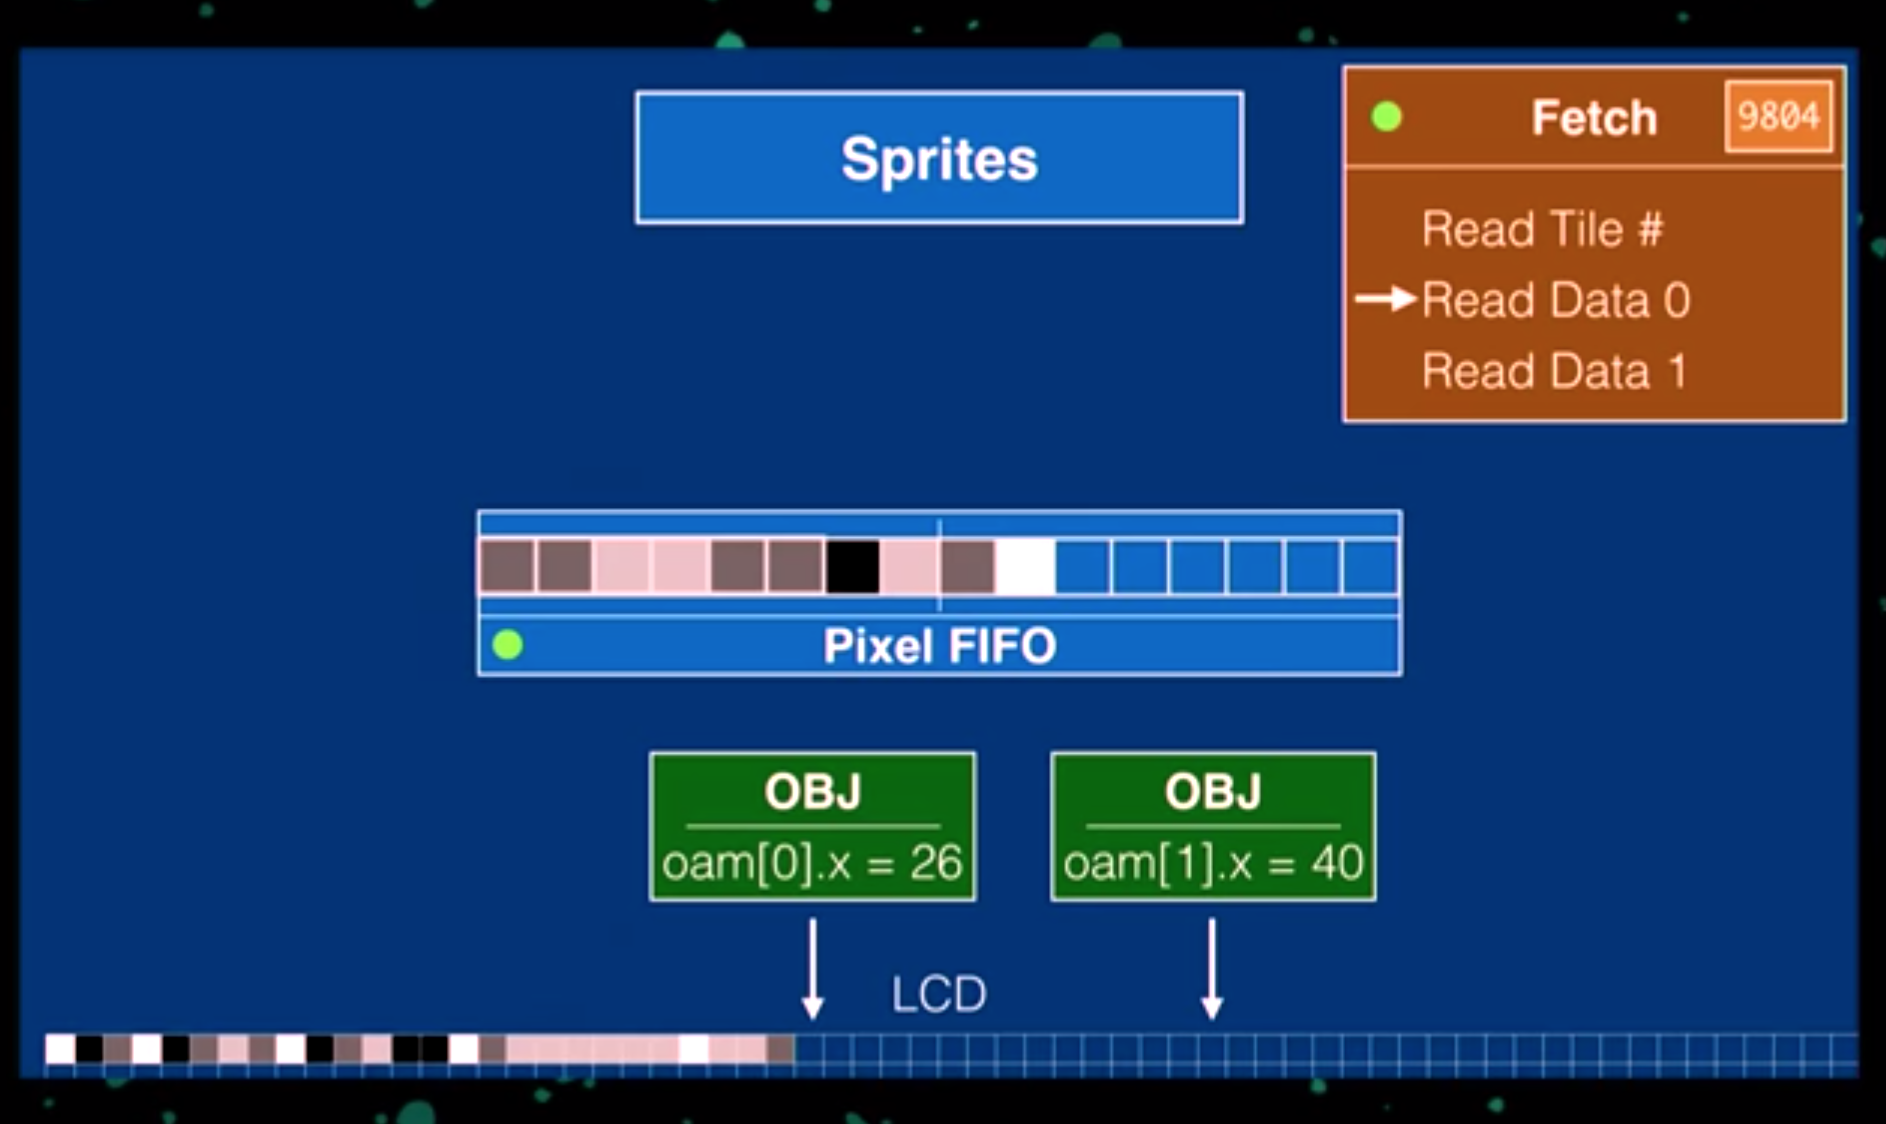 Sprites
Fetch
9804
Read Tile #
Read Data 0
Read Data 1
Pixel FIFO
OBJ
oam[0].x = 26
OBJ
oam[1].x = 40
LCD